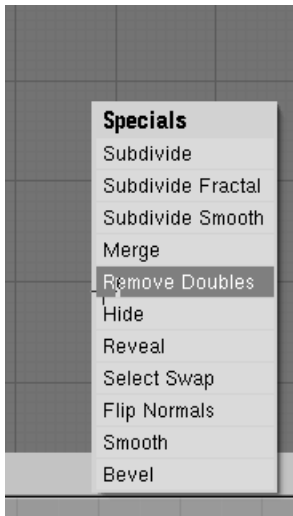 Specials
Subdivide
Subdivide Fractal
Subdivide Smooth
Merge
Remove Doubles
Hide
Reveal
Select Swap
Flip Normals
Smooth
Bevel